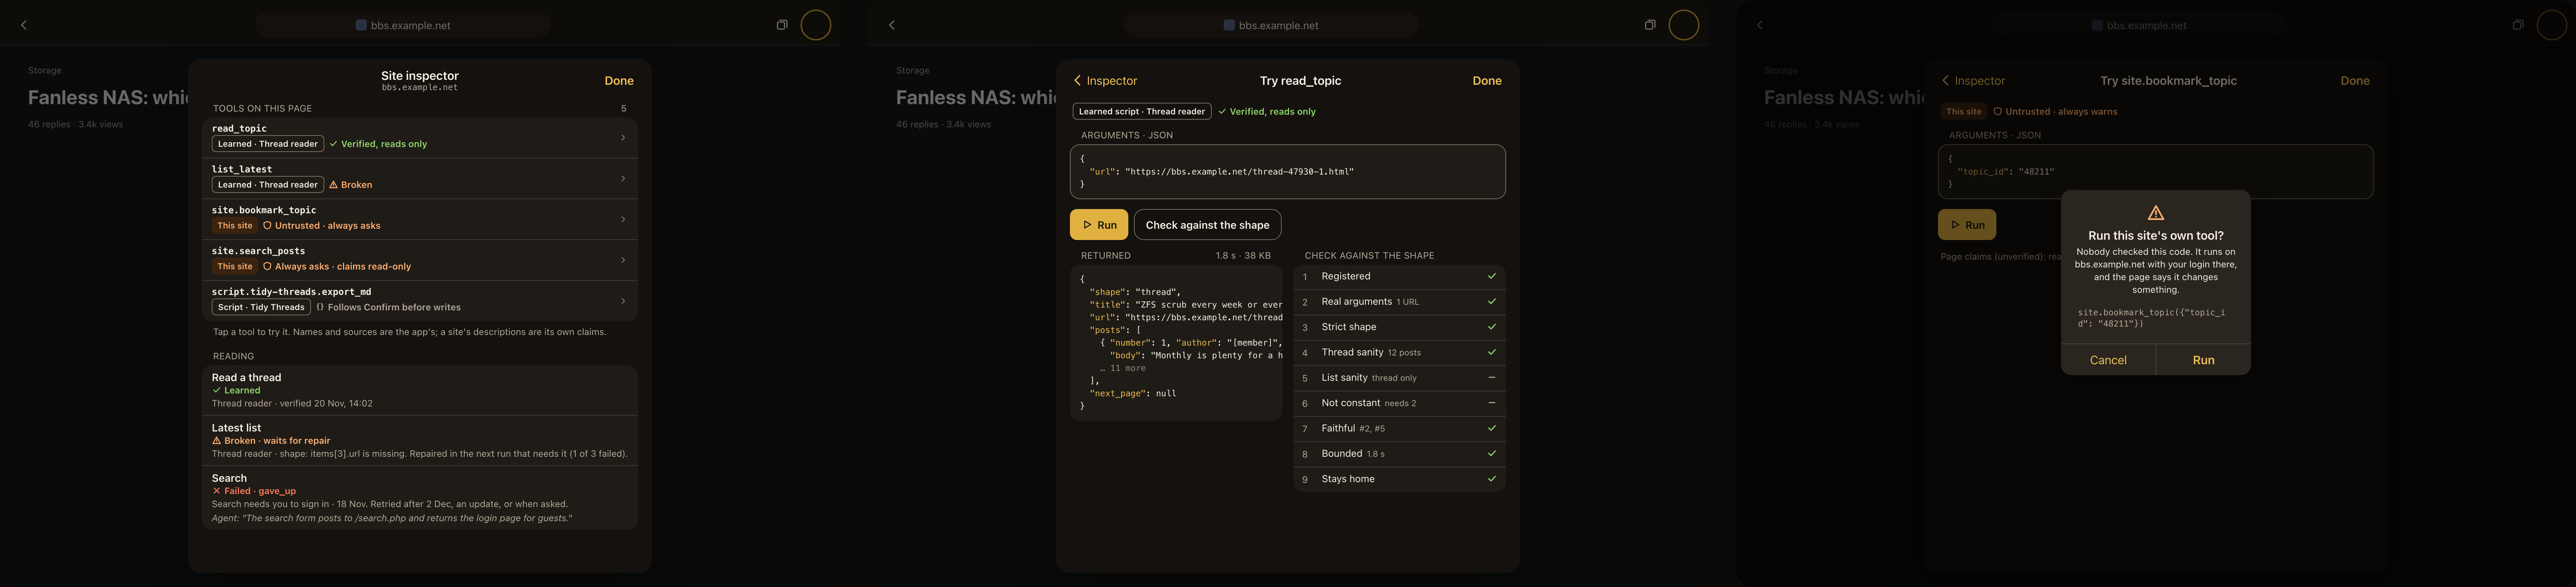 bbs.example.net
Storage
Fanless NAS: whi
46 replies · 3.4k views
Site inspector
bbs.example.net
Done
TOOLS ON THIS PAGE 5
read_topic
Learned · Thread reader Verified, reads only
list_latest
Learned · Thread reader Broken
site.bookmark_topic
This site Untrusted · always asks
site.search_posts
This site Always asks · claims read-only
script.tidy-threads.export_md
Script · Tidy Threads {} Follows Confirm before writes
Tap a tool to try it. Names and sources are the app's; a site's descriptions are its own claims.
READING
Read a thread
Learned
Thread reader · verified 20 Nov, 14:02
Latest list
Broken · waits for repair
Thread reader · shape: items[3].url is missing. Repaired in the next run that needs it (1 of 3 failed).
Search
Failed · gave_up
Search needs you to sign in · 18 Nov. Retried after 2 Dec, an update, or when asked.
Agent: "The search form posts to /search.php and returns the login page for guests."
bbs.example.net
Storage
Fanless NAS: whi
46 replies · 3.4k views
Inspector
Try read_topic
Done
Learned script · Thread reader Verified, reads only
ARGUMENTS · JSON
{
"url": "https://bbs.example.net/thread-47930-1.html"
}
Run
Check against the shape
RETURNED 1.8 s · 38 KB
{
"shape": "thread",
"title": "ZFS scrub every week or ever
"url": "https://bbs.example.net/thread
"posts": [
{ "number": 1, "author": "[member]",
"body": "Monthly is plenty for a h
… 11 more
],
"next_page": null
}
CHECK AGAINST THE SHAPE
1 Registered
2 Real arguments 1 URL
3 Strict shape
4 Thread sanity 12 posts
5 List sanity thread only
6 Not constant needs 2
7 Faithful #2, #5
8 Bounded 1.8 s
9 Stays home
bbs.example.net
Storage
Fanless NAS: whi
46 replies · 3.4k views
Inspector
Try site.bookmark_topic
Done
This site Untrusted · always warns
ARGUMENTS · JSON
{
"topic_id": "48211"
}
Run
Page claims (unverified): rea
Run this site's own tool?
Nobody checked this code. It runs on
bbs.example.net with your login there,
and the page says it changes
something.
site.bookmark_topic({"topic_i
d": "48211"})
Cancel
Run